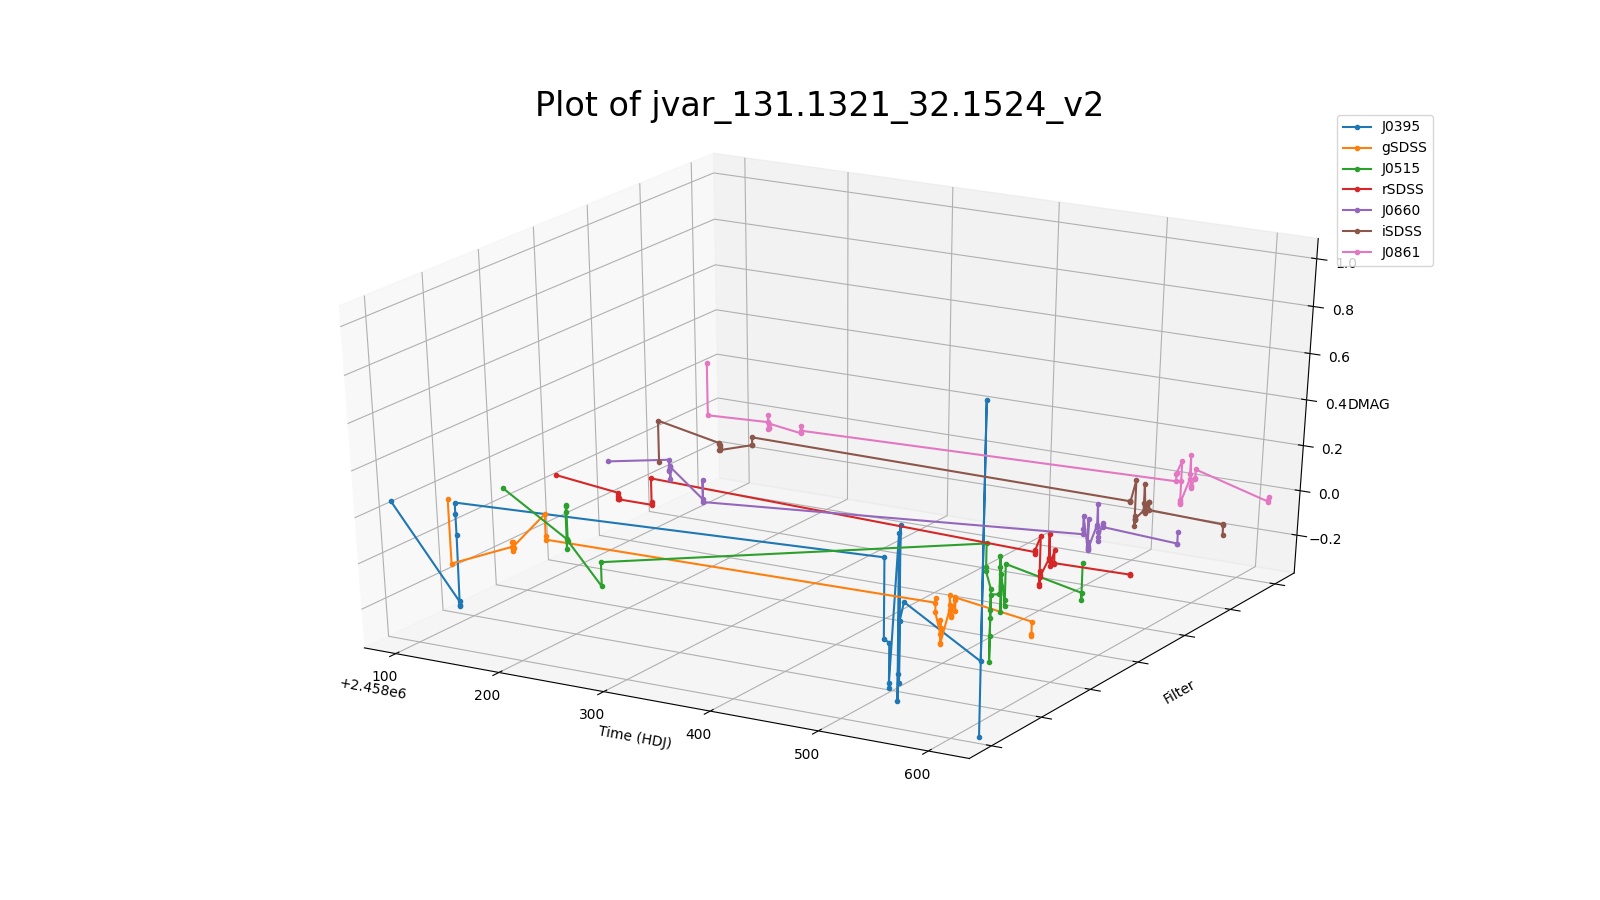 Plot of jvar_131.1321_32.1524_v2
J0395
gSDSS
J0515
rSDSS
J0660
iSDSS
J0861
1.0
0.8
0.6
0.4
DMAG
0.2
0.0
−0.2
Filter
100
+2.458e6
200
300
Time (HDJ)
400
500
600